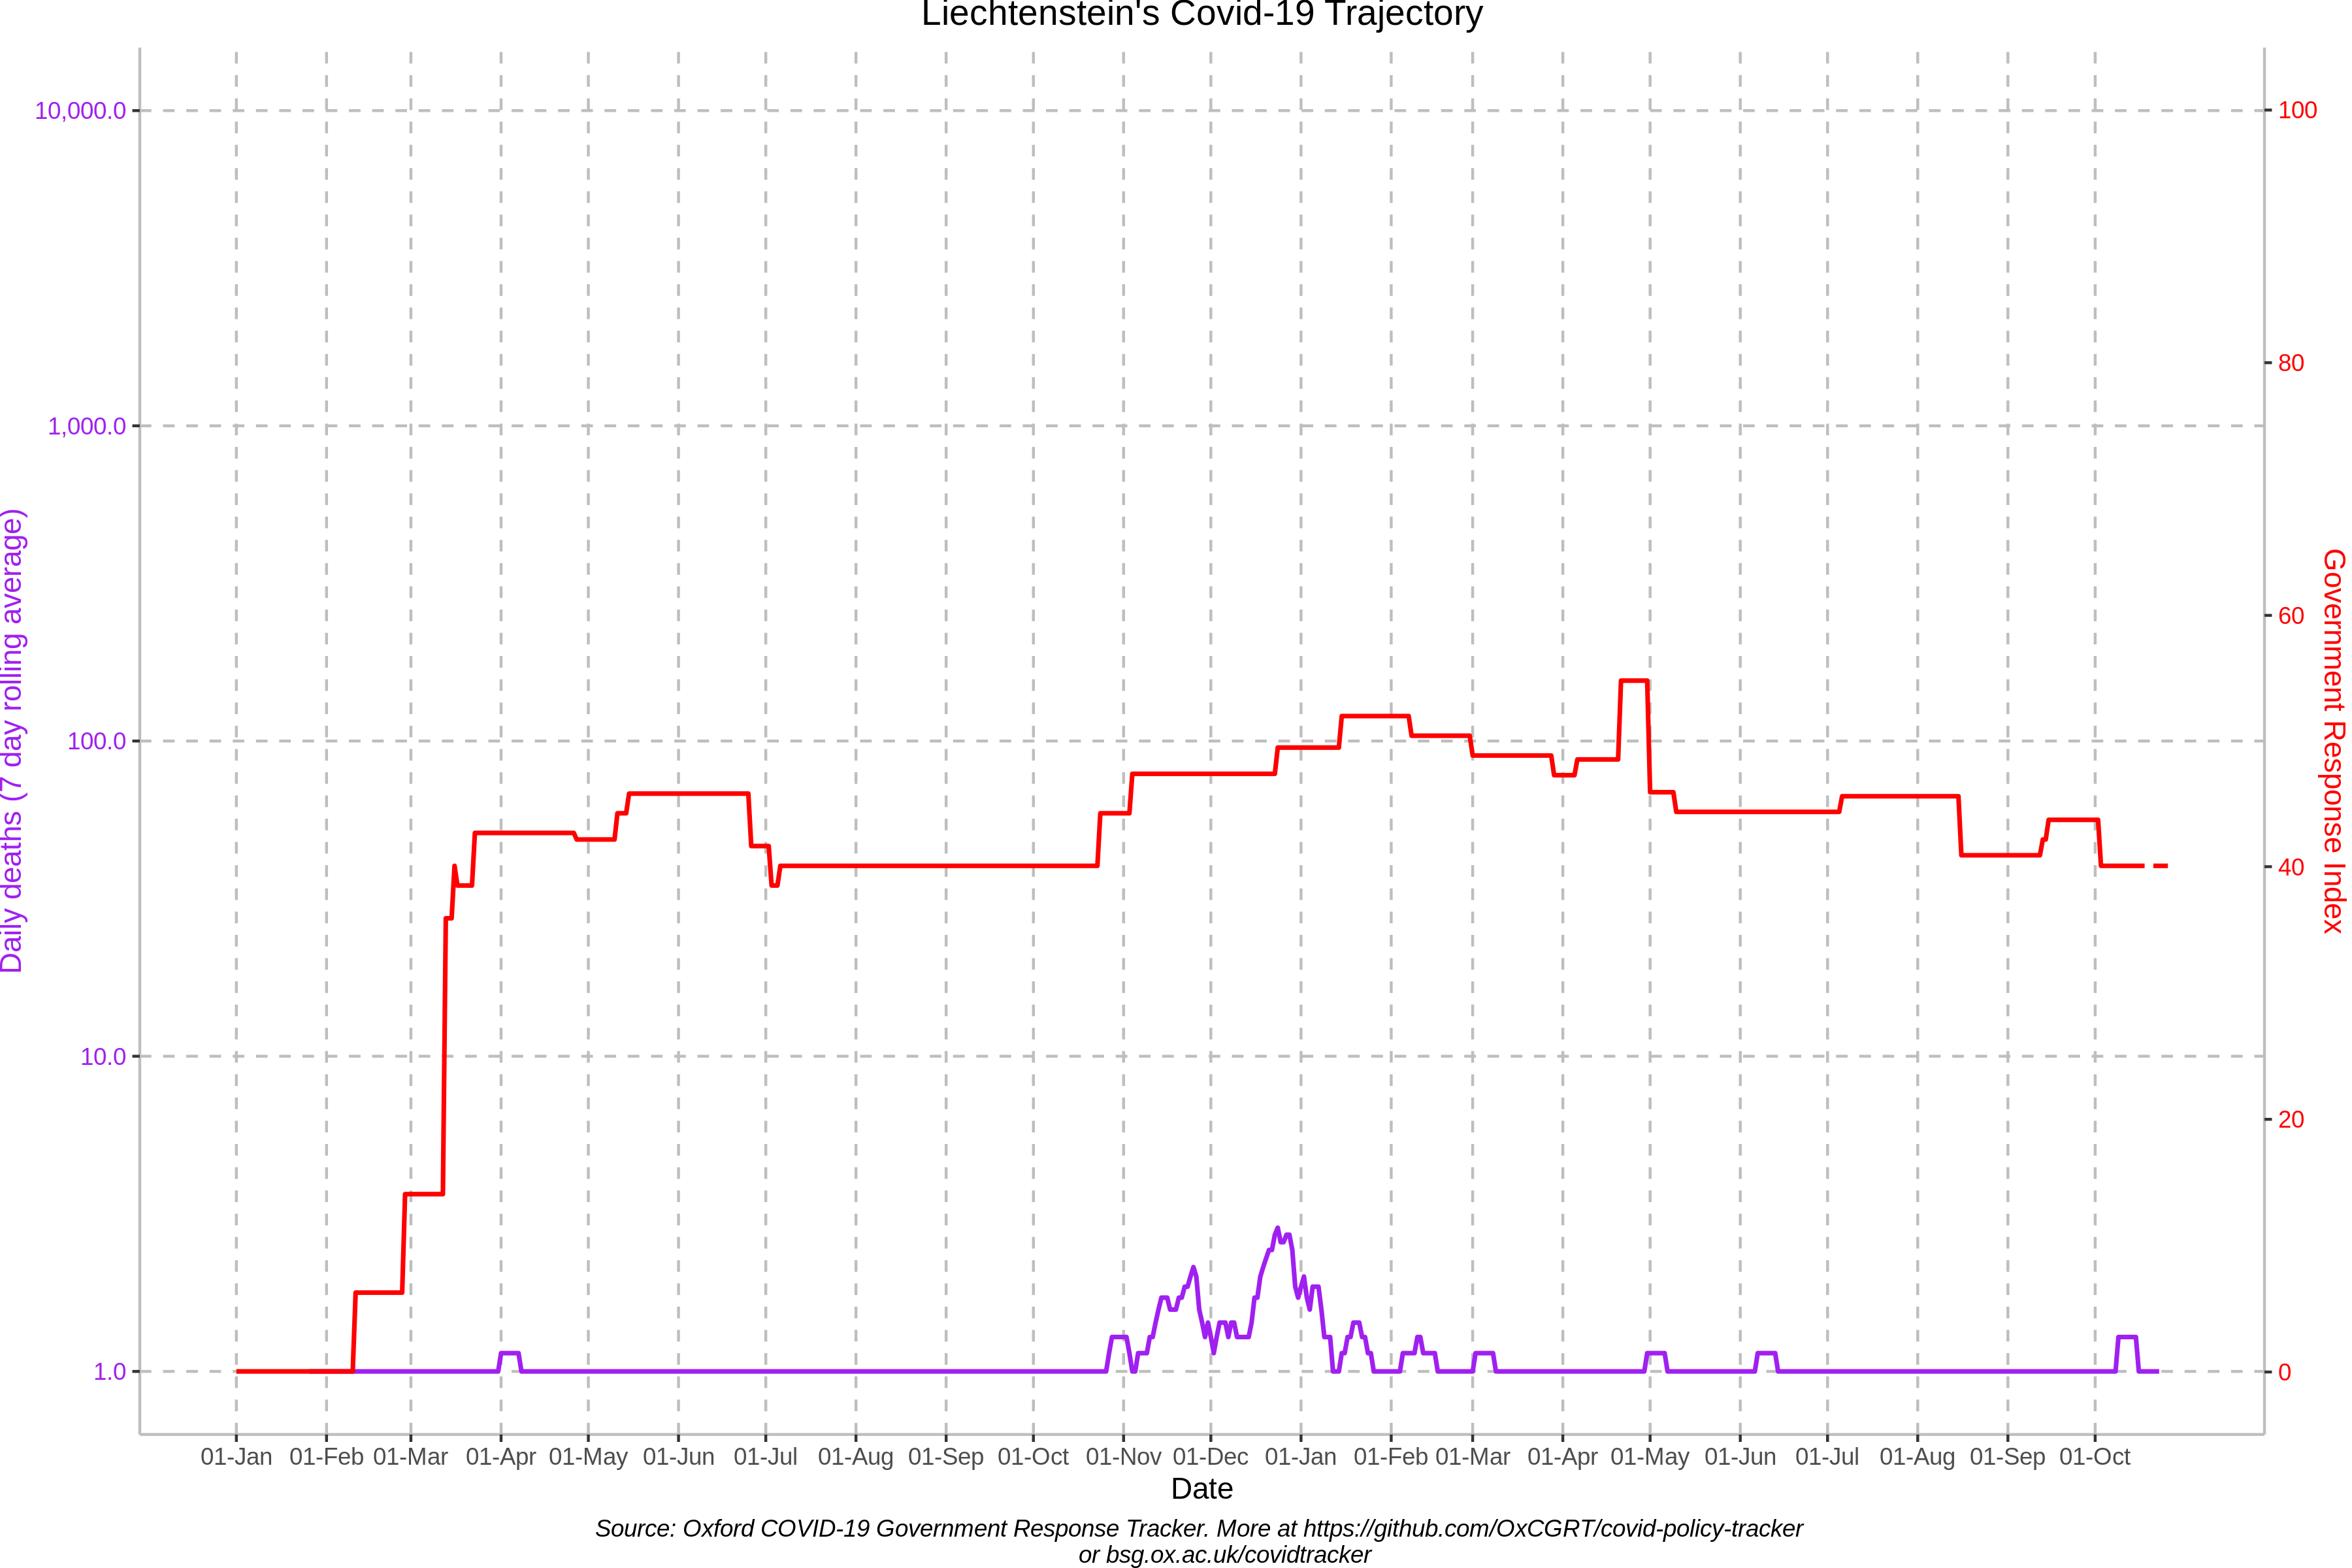 Liechtenstein's Covid-19 Trajectory
10,000.0
1,000.0
100.0
10.0
1.0
Daily deaths (7 day rolling average)
100
80
60
40
20
0
Government Response Index
01-Jan 01-Feb 01-Mar 01-Apr 01-May 01-Jun 01-Jul 01-Aug 01-Sep 01-Oct 01-Nov 01-Dec 01-Jan 01-Feb 01-Mar 01-Apr 01-May 01-Jun 01-Jul 01-Aug 01-Sep 01-Oct
Date
Source: Oxford COVID-19 Government Response Tracker. More at https://github.com/OxCGRT/covid-policy-tracker
or bsg.ox.ac.uk/covidtracker